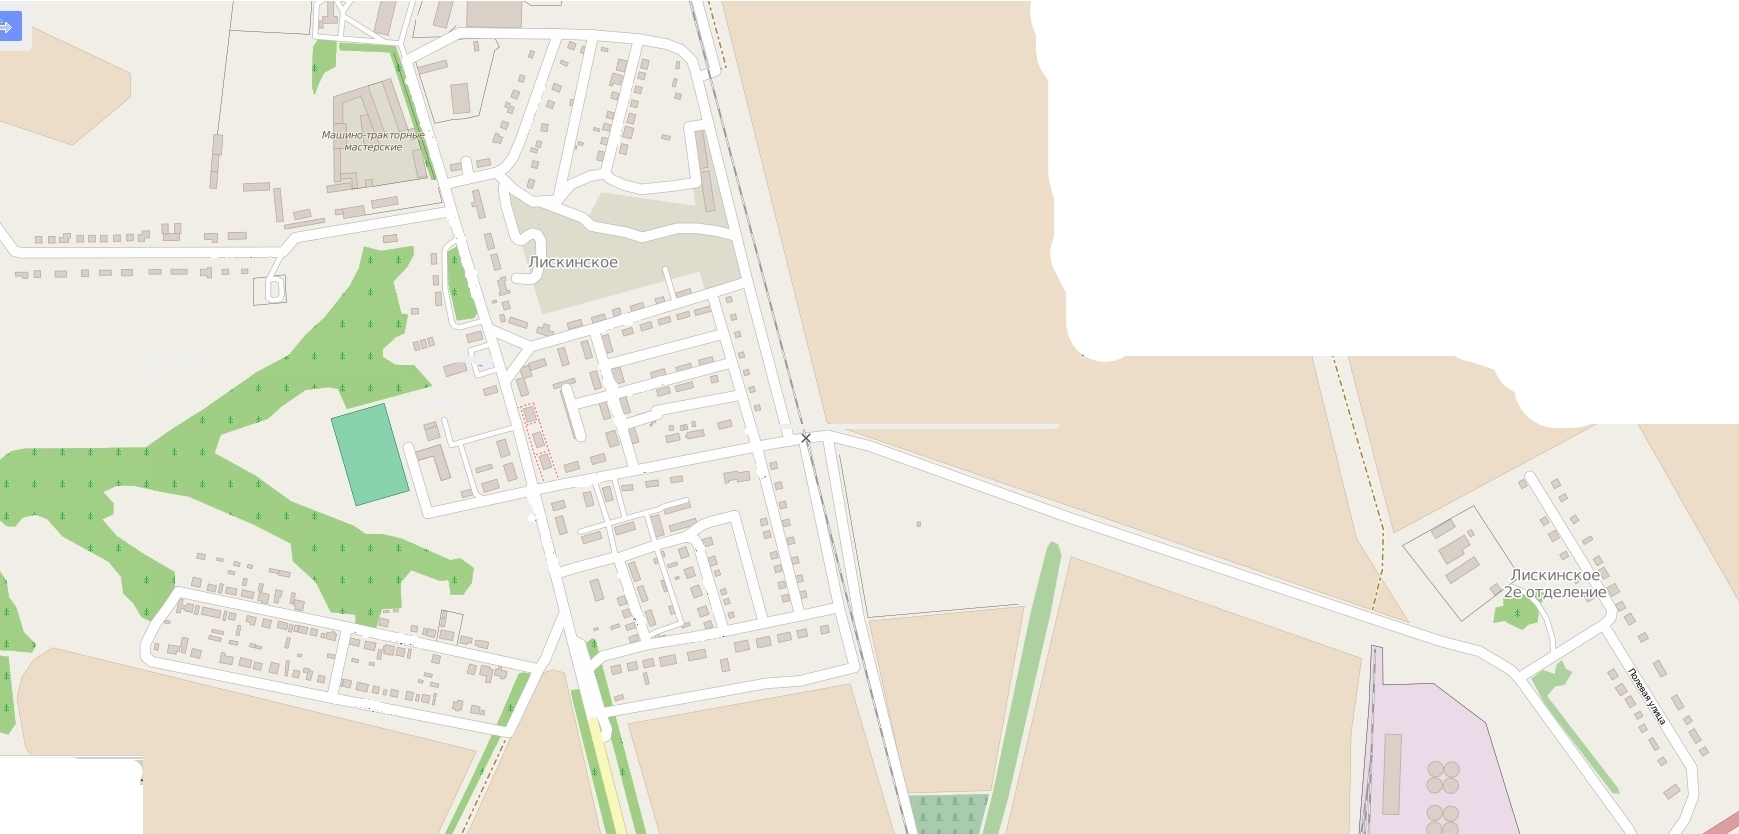 Машино-тракторные
мастерские
Лискинское
Лискинское
2е отделение
Полевая улица